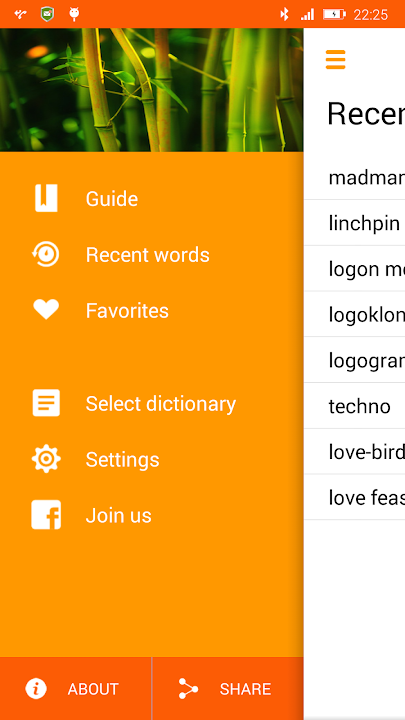 22:25
Recen
Guide
Recent words
Favorites
Select dictionary
Settings
Join us
ABOUT
SHARE
madman
linchpin
logon m
logoklon
logogran
techno
love-bird
love feas